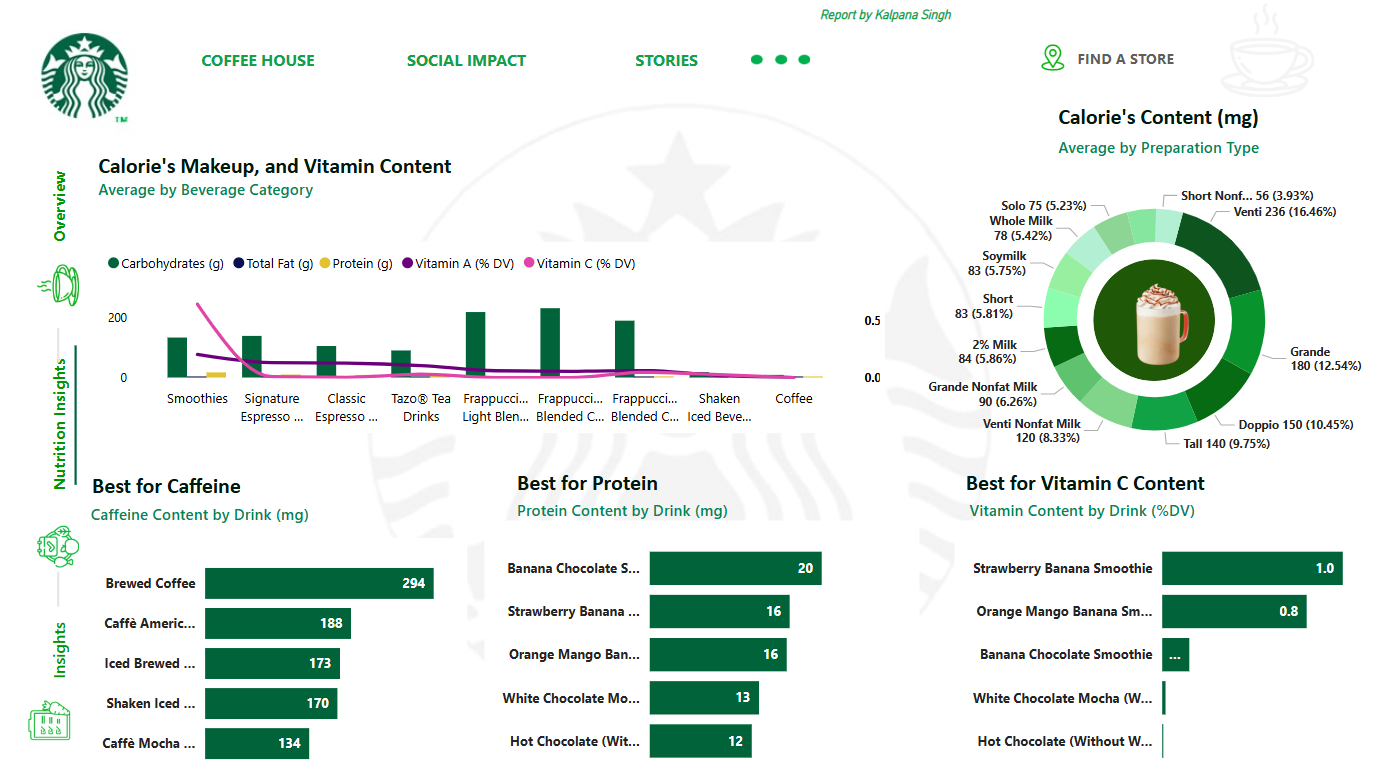 Report by Kalpana Singh
COFFEE HOUSE
SOCIAL IMPACT
STORIES
FIND A STORE
TM
Overview
Nutrition Insights
Insights
Calorie's Makeup, and Vitamin Content
Average by Beverage Category
Carbohydrates (g)
Total Fat (g)
Protein (g)
Vitamin A (% DV)
Vitamin C (% DV)
200
0
0.5
0.0
Smoothies
Signature
Espresso ...
Classic
Espresso ...
Tazo® Tea
Drinks
Frappucci...
Light Blen...
Frappucci...
Blended C...
Frappucci...
Blended C...
Shaken
Iced Beve...
Coffee
Calorie's Content (mg)
Average by Preparation Type
Short Nonf... 56 (3.93%)
Venti 236 (16.46%)
Grande
180 (12.54%)
Doppio 150 (10.45%)
Tall 140 (9.75%)
Venti Nonfat Milk
120 (8.33%)
Grande Nonfat Milk
90 (6.26%)
2% Milk
84 (5.86%)
Short
83 (5.81%)
Soymilk
83 (5.75%)
Whole Milk
78 (5.42%)
Solo 75 (5.23%)
Best for Caffeine
Caffeine Content by Drink (mg)
Brewed Coffee 294
Caffè Americ... 188
Iced Brewed ... 173
Shaken Iced ... 170
Caffè Mocha ... 134
Best for Protein
Protein Content by Drink (mg)
Banana Chocolate S... 20
Strawberry Banana ... 16
Orange Mango Ban... 16
White Chocolate Mo... 13
Hot Chocolate (Wit... 12
Best for Vitamin C Content
Vitamin Content by Drink (%DV)
Strawberry Banana Smoothie 1.0
Orange Mango Banana Sm... 0.8
Banana Chocolate Smoothie ...
White Chocolate Mocha (W...
Hot Chocolate (Without W...